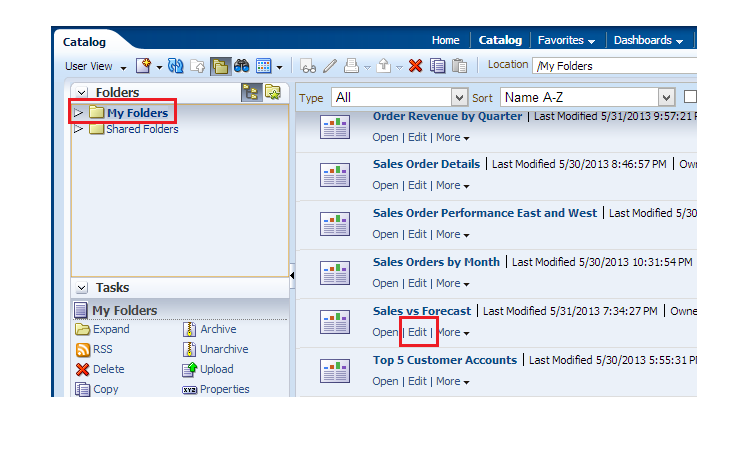 Catalog
Home Catalog Favorites Dashboards
User View Location /My Folders
Folders
My Folders
Shared Folders
Tasks
My Folders
Expand Archive
RSS Unarchive
Delete Upload
Copy Properties
Type All Sort Name A-Z
Order Revenue by Quarter | Last Modified 5/31/2013 9:57:21
Open | Edit | More
Sales Order Details | Last Modified 5/30/2013 8:46:57 PM | Own
Open | Edit | More
Sales Order Performance East and West | Last Modified 5/30
Open | Edit | More
Sales Orders by Month | Last Modified 5/30/2013 10:31:54 PM
Open | Edit | More
Sales vs Forecast | Last Modified 5/31/2013 7:34:27 PM | Owne
Open | Edit | More
Top 5 Customer Accounts | Last Modified 5/30/2013 5:55:31 P
Open | Edit | More